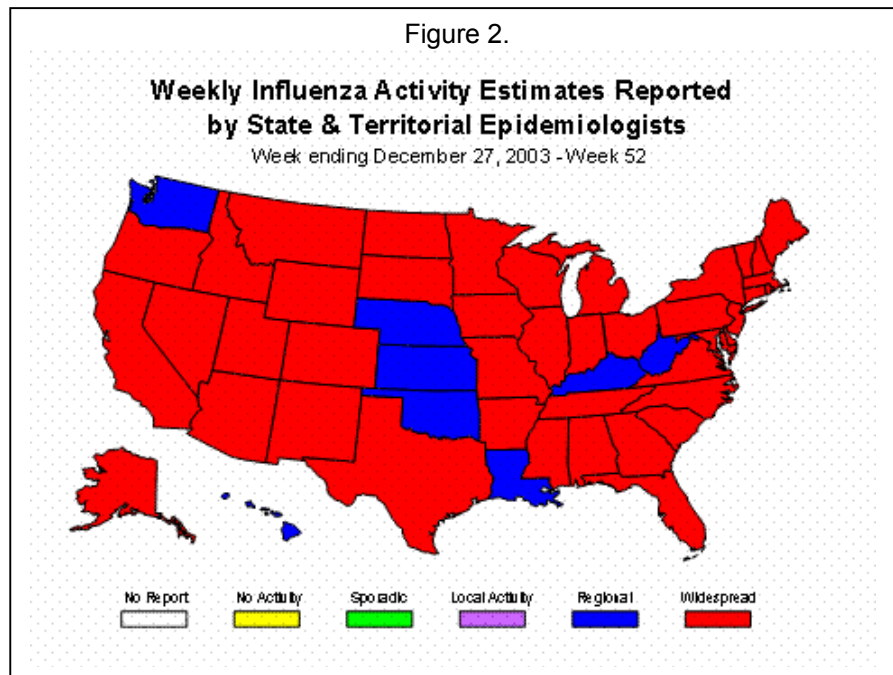 Figure 2.
Weekly Influenza Activity Estimates Reported
by State & Territorial Epidemiologists
Week ending December 27, 2003 - Week 52
No Report No Activity Sporadic Local Activity Regional Widespread